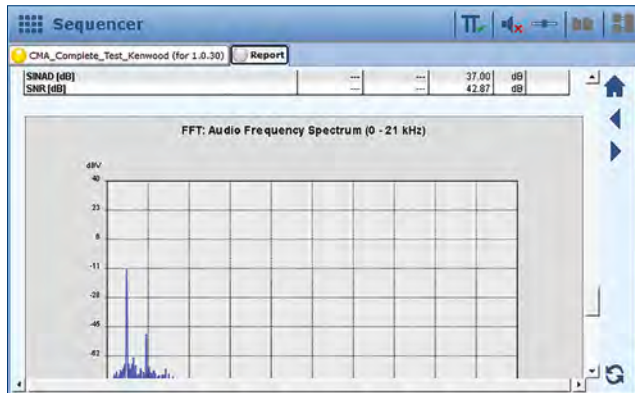 Sequencer
CMA_Complete_Test_Kenwood (for 1.0.30) Report
SINAD [dB] --- --- 37.00 dB
SNR [dB] --- --- 42.87 dB
FFT: Audio Frequency Spectrum (0 - 21 kHz)
dBV
40
23
6
-11
-28
-45
-62